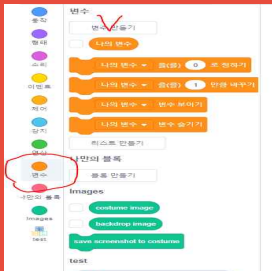 동작
형태
소리
이벤트
제어
감지
연산
변수
나만의 블록
Images
test
변수
변수 만들기
나의 변수
나의 변수 을(를) 0 로 정하기
나의 변수 을(를) 1 만큼 바꾸기
나의 변수 변수 보이기
나의 변수 변수 숨기기
리스트 만들기
나만의 블록
블록 만들기
Images
costume image
backdrop image
save screenshot to costume
test